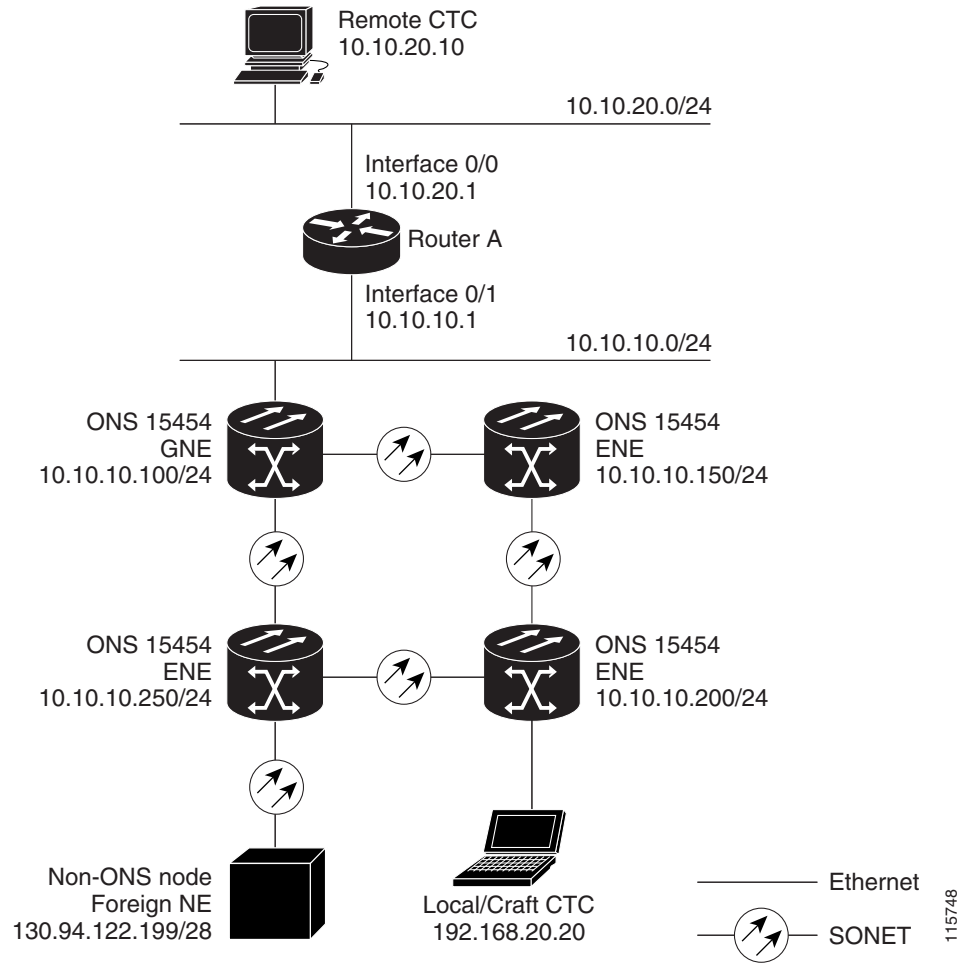 Remote CTC
10.10.20.10
10.10.20.0/24
Interface 0/0
10.10.20.1
Router A
Interface 0/1
10.10.10.1
10.10.10.0/24
ONS 15454
GNE
10.10.10.100/24
ONS 15454
ENE
10.10.10.150/24
ONS 15454
ENE
10.10.10.250/24
ONS 15454
ENE
10.10.10.200/24
Non-ONS node
Foreign NE
130.94.122.199/28
Local/Craft CTC
192.168.20.20
Ethernet
SONET
115748